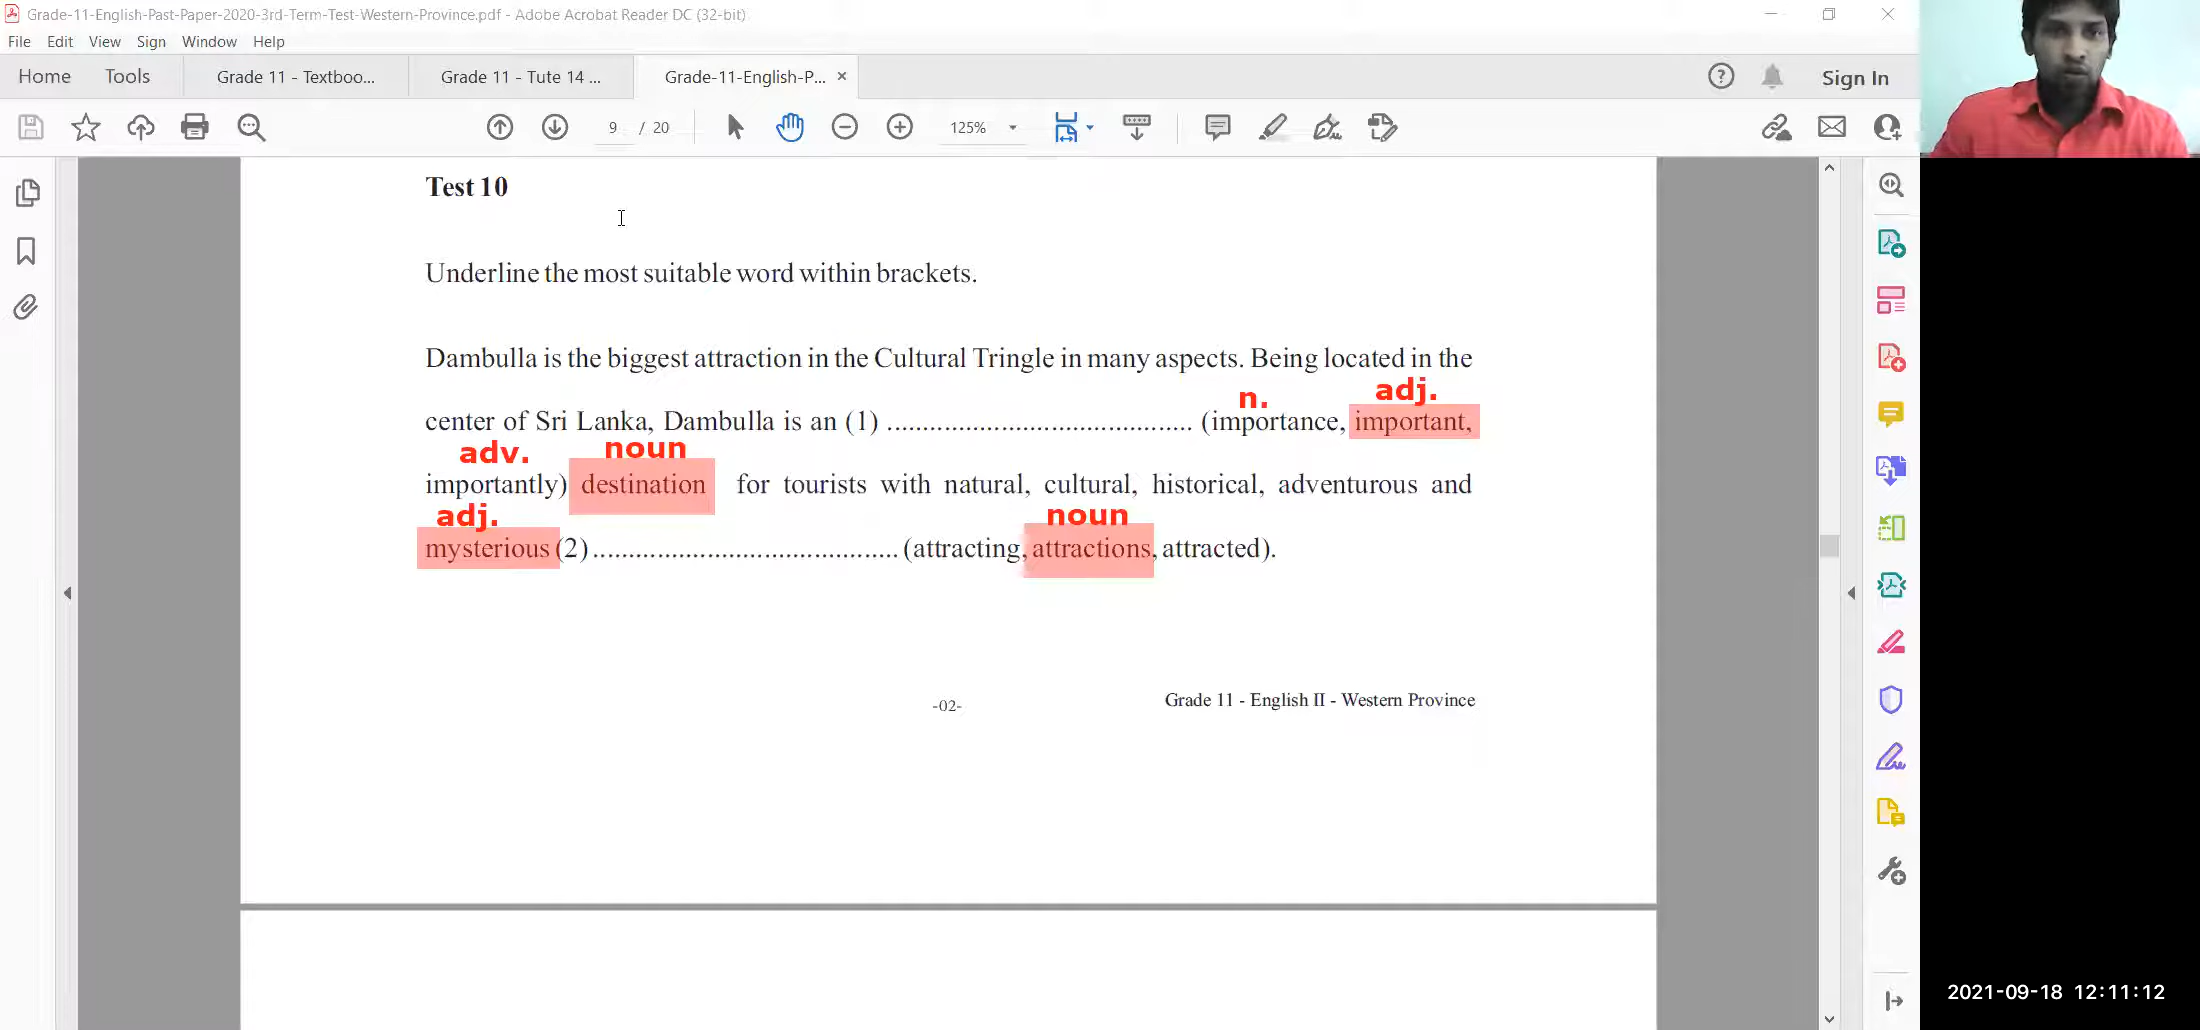 Grade-11-English-Past-Paper-2020-3rd-Term-Test-Western-Province.pdf - Adobe Acrobat Reader DC (32-bit)
File Edit View Sign Window Help
Home Tools Grade 11 - Textboo... Grade 11 - Tute 14 ... Grade-11-English-P... × Sign In
9 / 20 125%
Test 10
Underline the most suitable word within brackets.
Dambulla is the biggest attraction in the Cultural Tringle in many aspects. Being located in the
n. adj.
center of Sri Lanka, Dambulla is an (1) .......................................... (importance, important,
adv. noun
importantly) destination for tourists with natural, cultural, historical, adventurous and
adj. noun
mysterious (2) .......................................... (attracting, attractions, attracted).
-02-
Grade 11 - English II - Western Province
2021-09-18 12:11:12